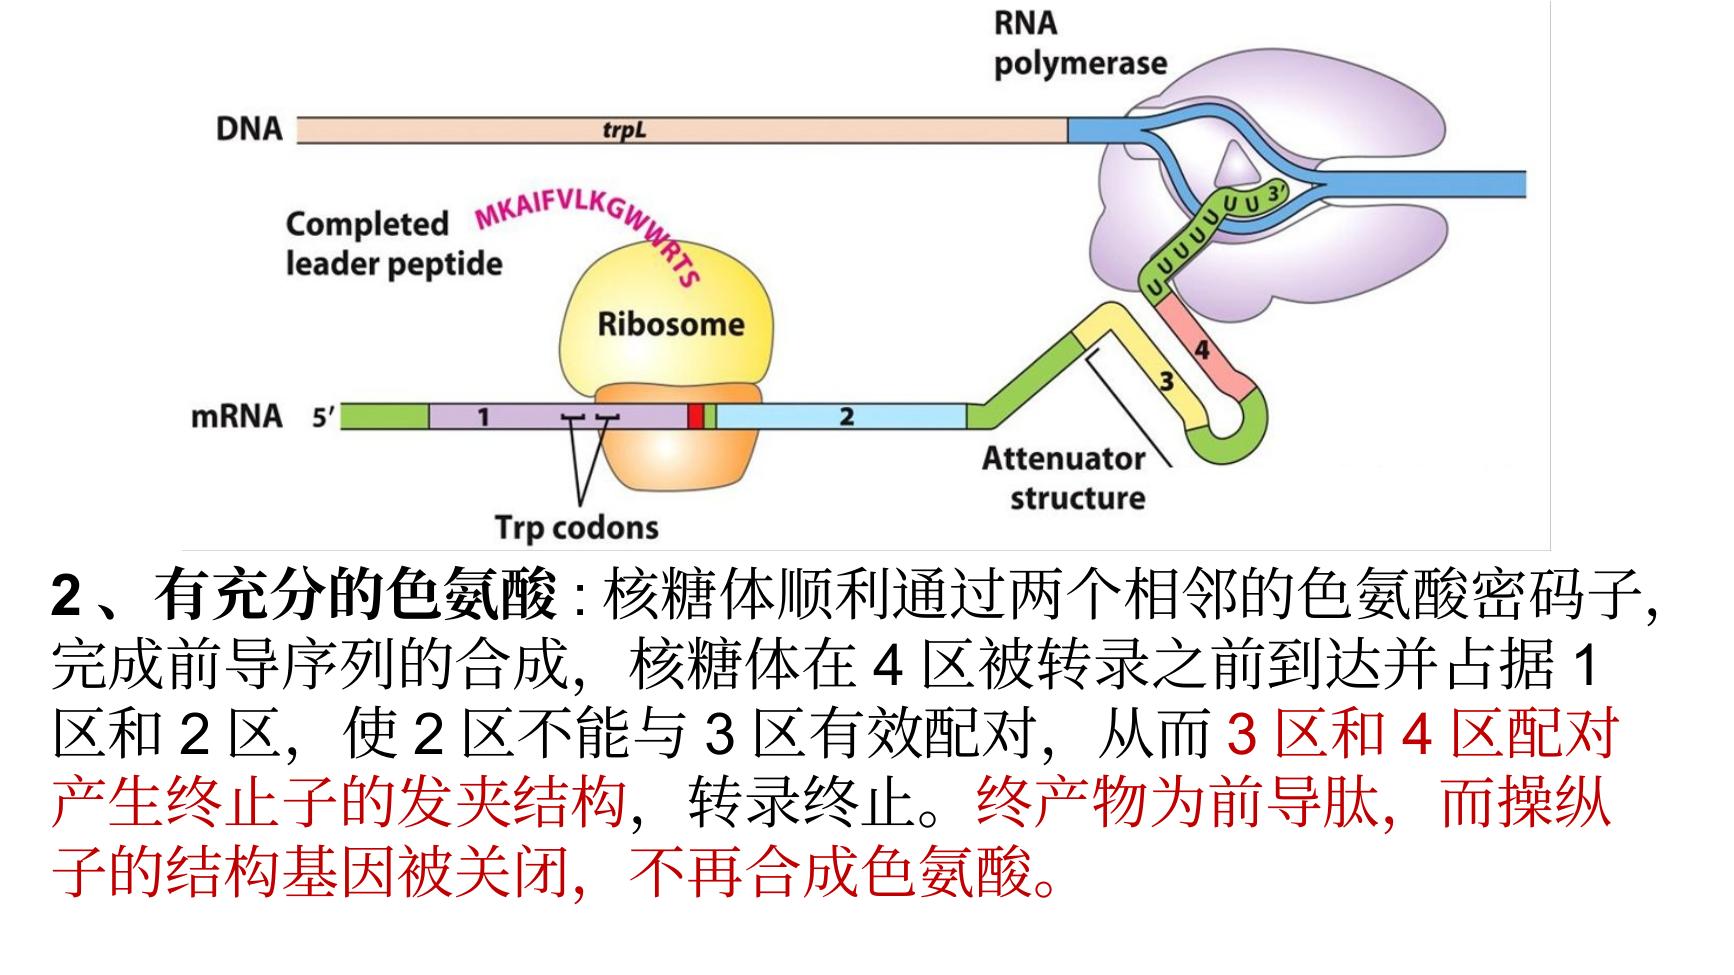 RNA
polymerase
DNA
trpL
Completed
leader peptide
MKAIFVLKGWWRTS
Ribosome
UUUUUUUU 3′
4
3
mRNA 5′
1
2
Attenuator
structure
Trp codons
2、有充分的色氨酸:核糖体顺利通过两个相邻的色氨酸密码子,
完成前导序列的合成,核糖体在4区被转录之前到达并占据1
区和2区,使2区不能与3区有效配对,从而3区和4区配对
产生终止子的发夹结构,转录终止。终产物为前导肽,而操纵
子的结构基因被关闭,不再合成色氨酸。